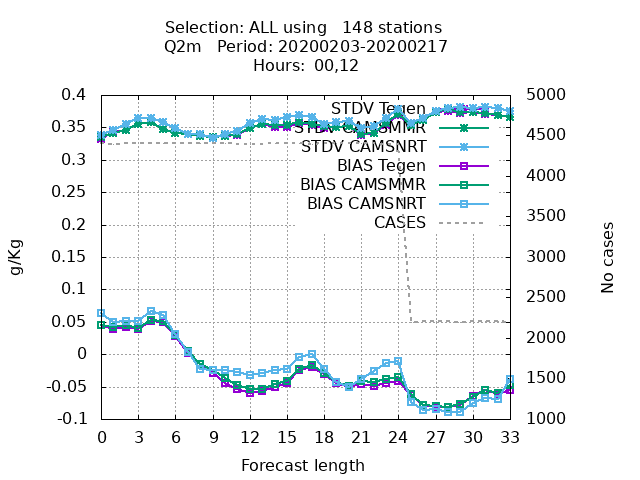 Selection: ALL using   148 stations
Q2m   Period: 20200203-20200217
Hours:  00,12
STDV Tegen
STDV CAMSMMR
STDV CAMSNRT
BIAS Tegen
BIAS CAMSMMR
BIAS CAMSNRT
CASES
0.4
0.35
0.3
0.25
0.2
0.15
0.1
0.05
0
-0.05
-0.1
g/Kg
5000
4500
4000
3500
3000
2500
2000
1500
1000
No cases
0 3 6 9 12 15 18 21 24 27 30 33
Forecast length